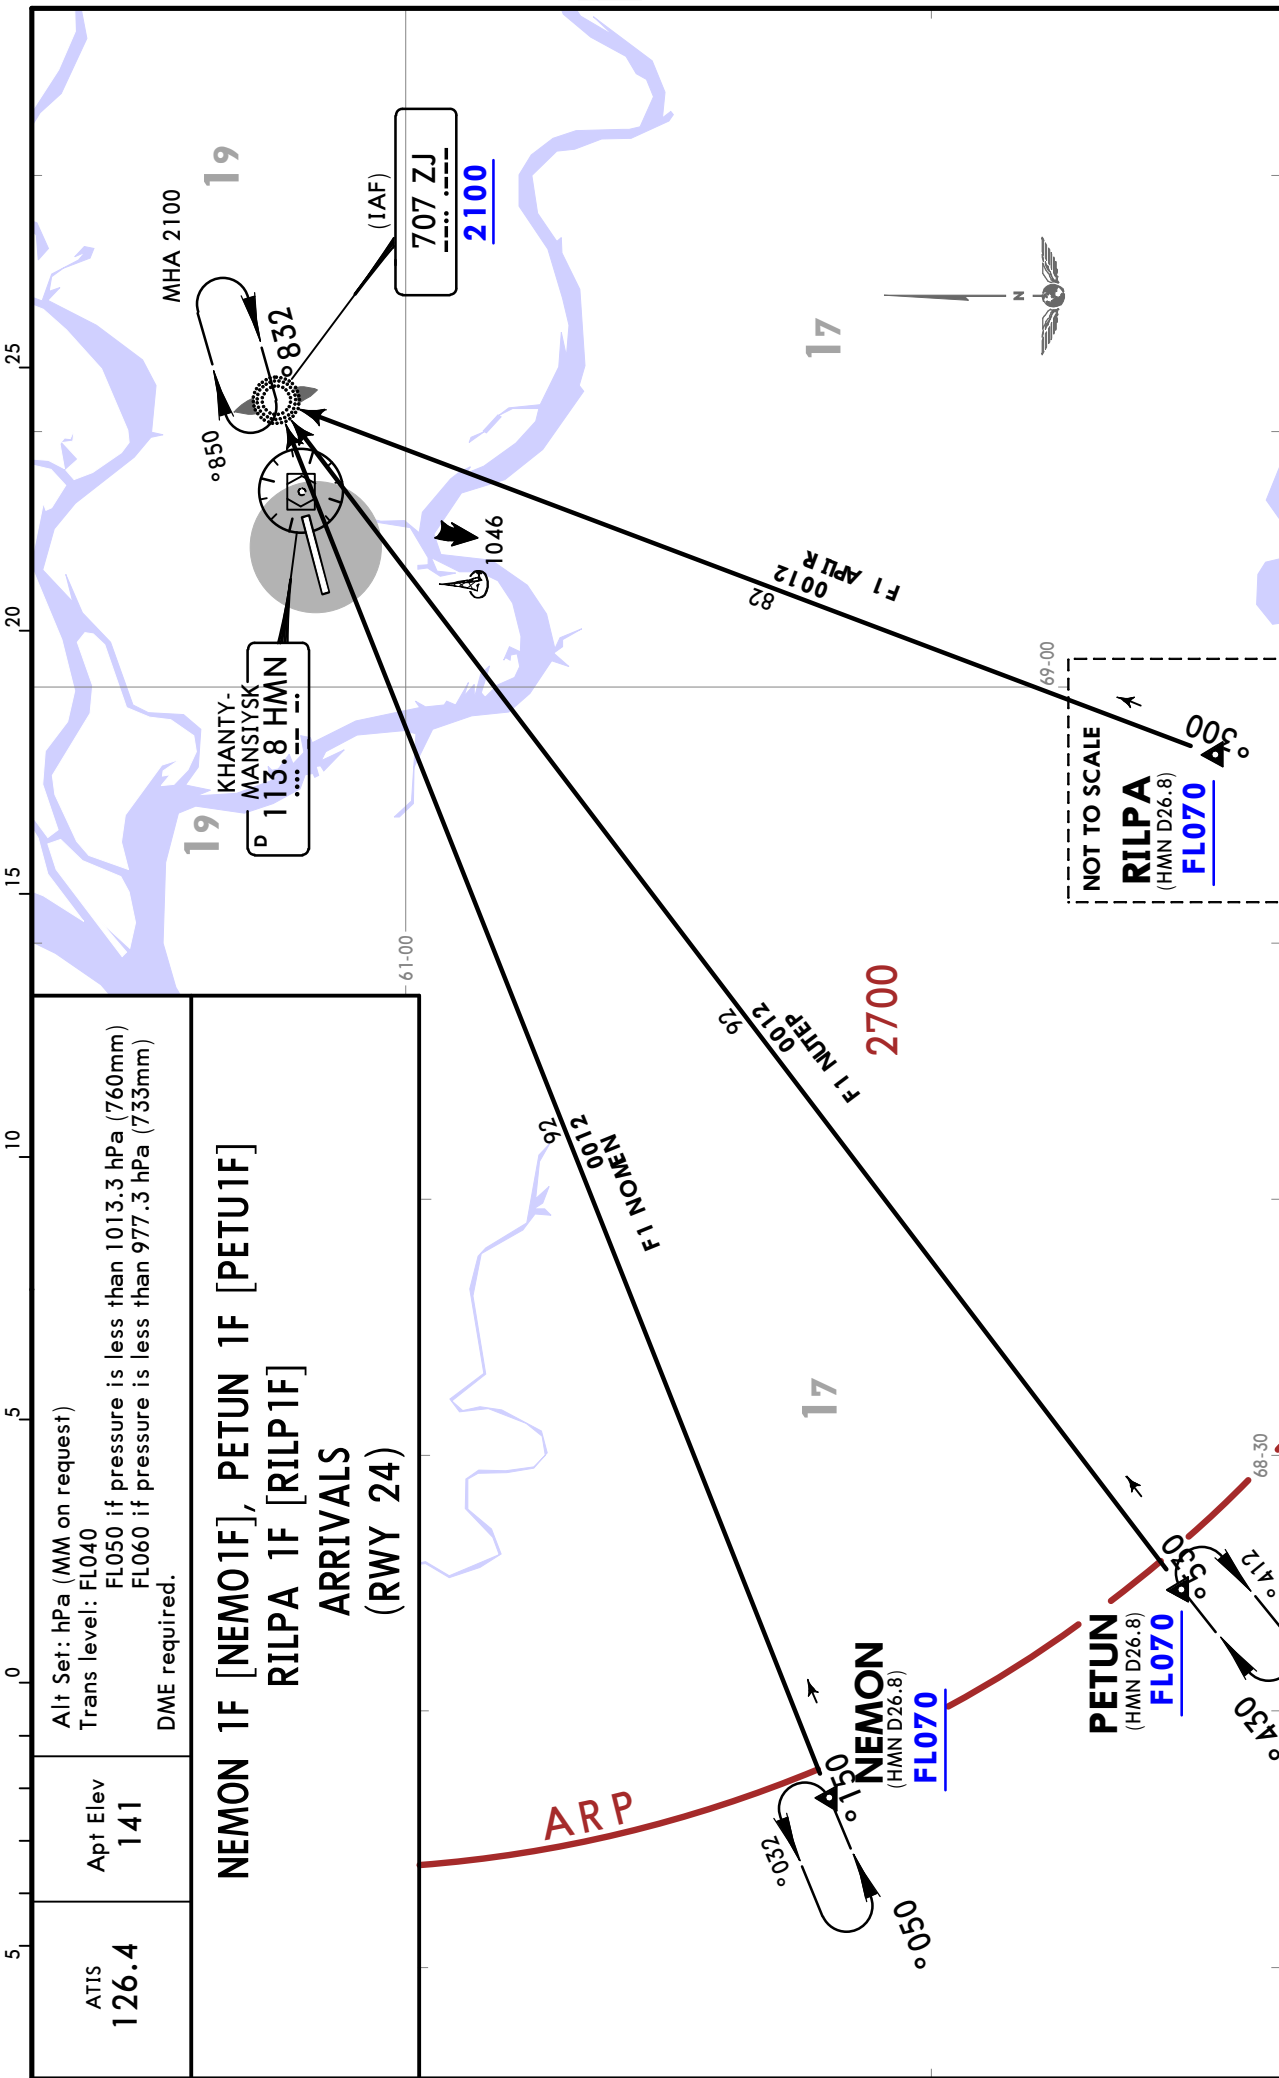 5
0
5
10
15
20
25
ATIS
126.4
Apt Elev
141
Alt Set: hPa (MM on request)
Trans level: FL040
FL050 if pressure is less than 1013.3 hPa (760mm)
FL060 if pressure is less than 977.3 hPa (733mm)
DME required.
NEMON 1F [NEMO1F], PETUN 1F [PETU1F]
RILPA 1F [RILP1F]
ARRIVALS
(RWY 24)
MHA 2100
19
°850
°832
(IAF)
707 ZJ
2100
KHANTY-
MANSIYSK
D 113.8 HMN
19
1046
61-00
17
N
82
0012
F1 APLI R
92
0012
F1 NOMEN
92
0012
F1 NUTEP
2700
69-00
NOT TO SCALE
RILPA
(HMN D26.8)
FL070
°300
17
ARP
NEMON
(HMN D26.8)
FL070
°150
°032
°050
PETUN
(HMN D26.8)
FL070
°530
°412
°430
68-30